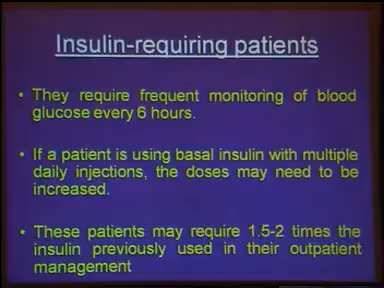 Insulin-requiring patients
• They require frequent monitoring of blood
glucose every 6 hours.
• If a patient is using basal insulin with multiple
daily injections, the doses may need to be
increased.
• These patients may require 1.5-2 times the
insulin previously used in their outpatient
management